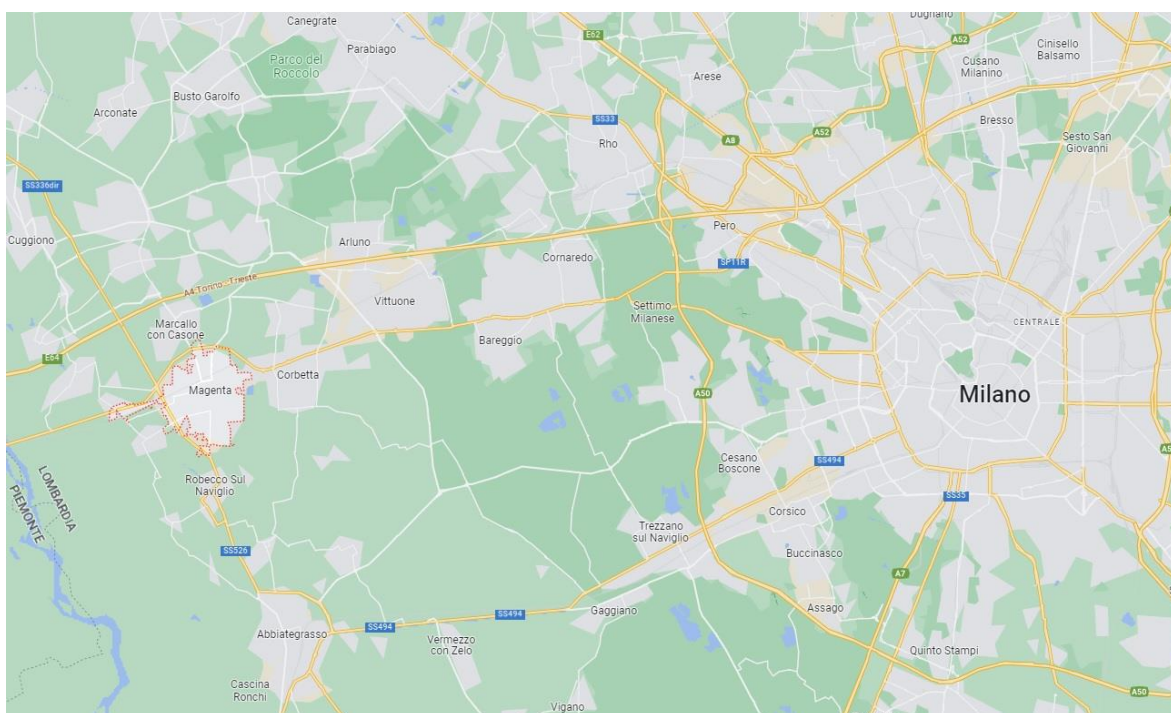 Canegrate
Dugnano
E62
A52
Parabiago
Cinisello
Balsamo
Parco del
Roccolo
Cusano
Milanino
Arese
Busto Garolfo
Arconate
SS33
Bresso
A52
Sesto San
Giovanni
Rho
A8
SS336dir
Pero
Cuggiono
Arluno
Cornaredo
SP11R
A4 Torino - Trieste
Vittuone
Settimo
Milanese
CENTRALE
Marcallo
con Casone
Bareggio
E64
Corbetta
Magenta
A50
Milano
Cesano
Boscone
SS494
LOMBARDIA
PIEMONTE
Robecco Sul
Naviglio
SS35
Corsico
Trezzano
sul Naviglio
SS526
Buccinasco
A7
Gaggiano
Assago
SS494
SS494
Abbiategrasso
Vermezzo
con Zelo
Quinto Stampi
Cascina
Ronchi
A50
Vigano